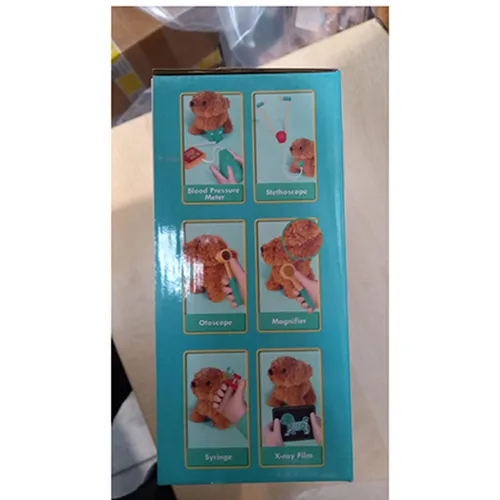 Blood Pressure
Meter
Stethoscope
Otoscope
Magnifier
Syringe
X-ray Film